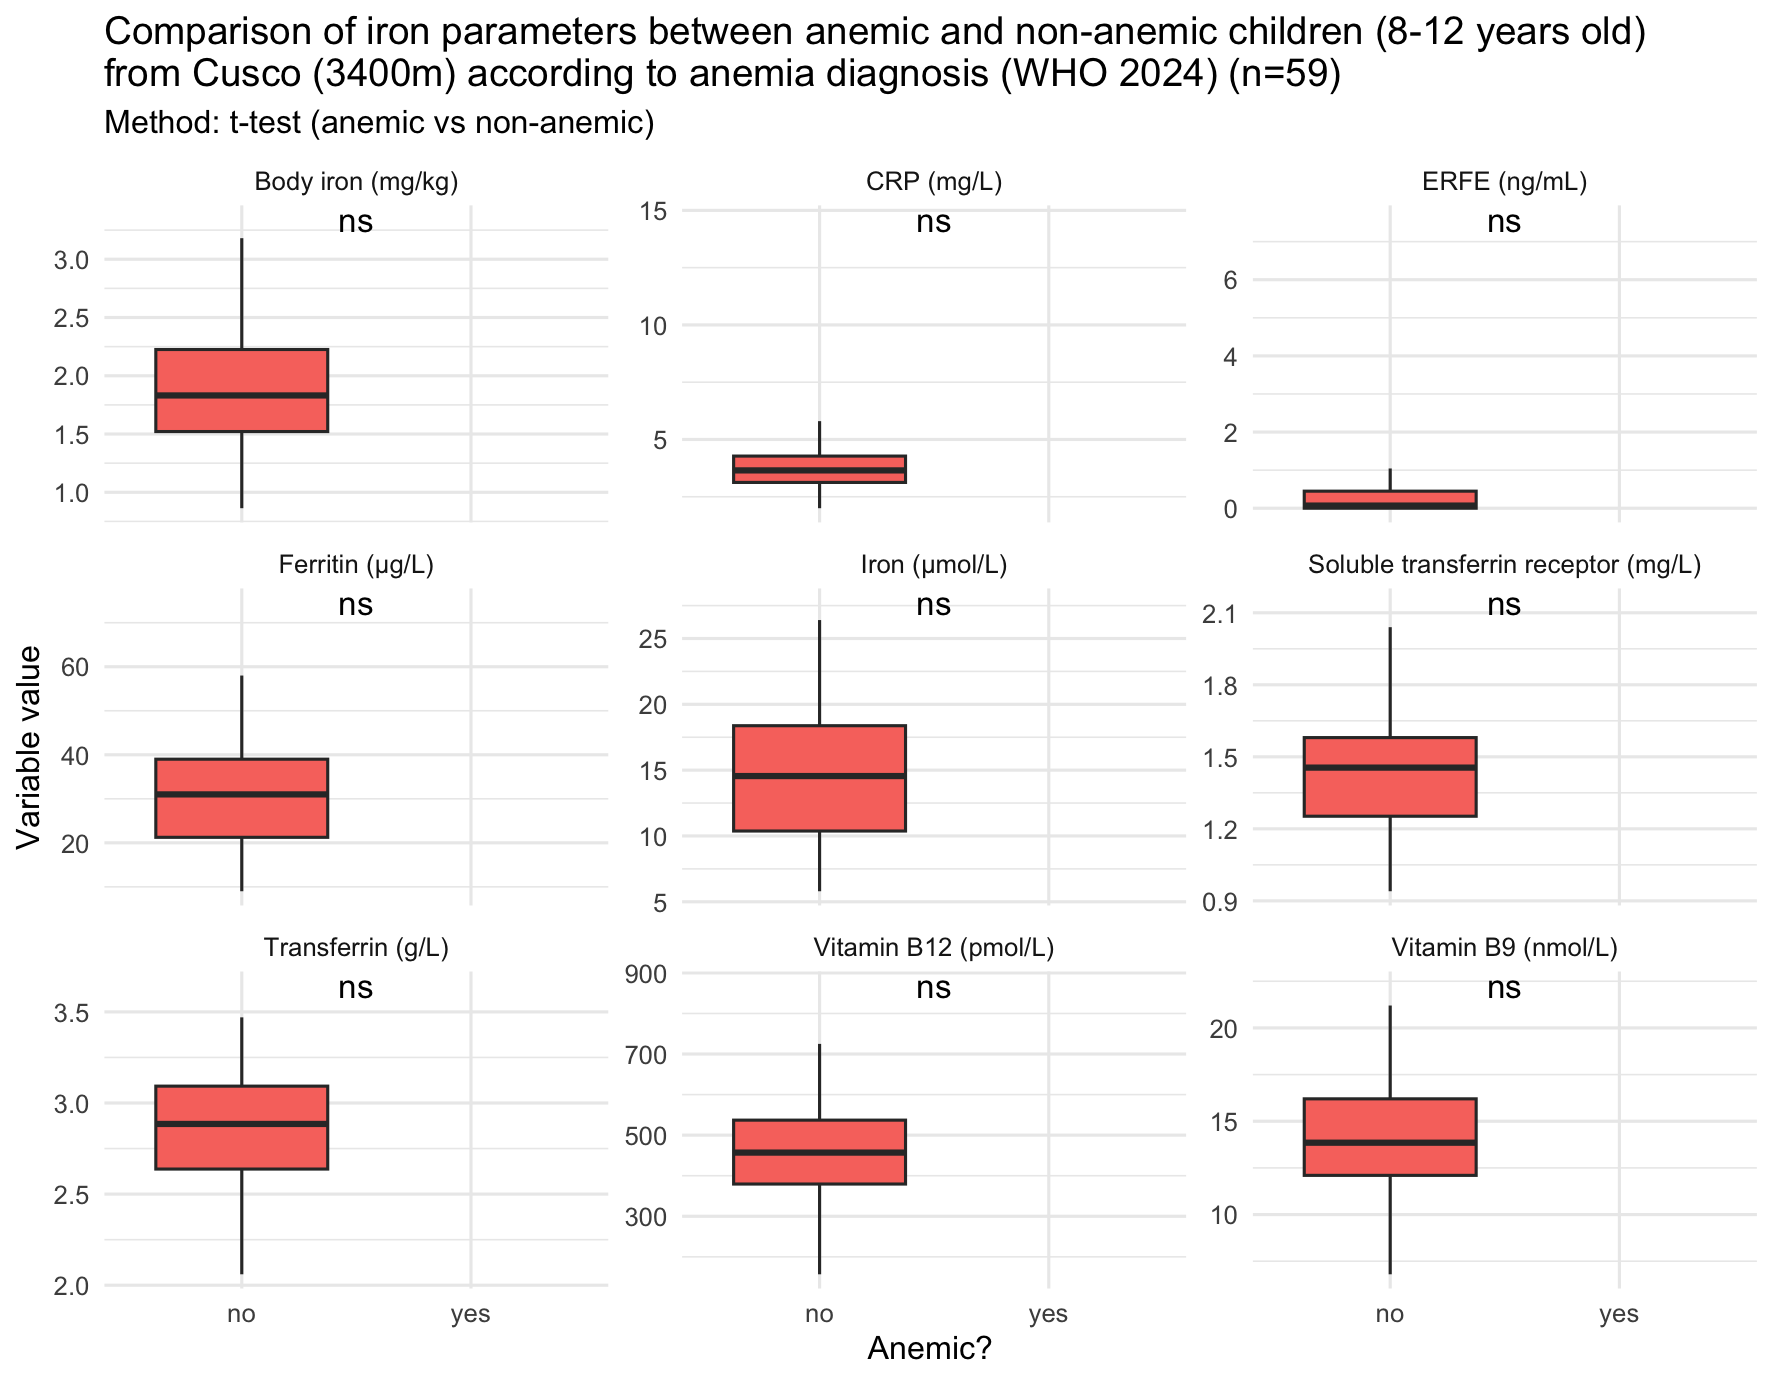 Comparison of iron parameters between anemic and non-anemic children (8-12 years old)
from Cusco (3400m) according to anemia diagnosis (WHO 2024) (n=59)
Method: t-test (anemic vs non-anemic)
Body iron (mg/kg)
ns
3.0
2.5
2.0
1.5
1.0
CRP (mg/L)
ns
15
10
5
ERFE (ng/mL)
ns
6
4
2
0
Variable value
Ferritin (µg/L)
ns
60
40
20
Iron (µmol/L)
ns
25
20
15
10
5
Soluble transferrin receptor (mg/L)
ns
2.1
1.8
1.5
1.2
0.9
Transferrin (g/L)
ns
3.5
3.0
2.5
2.0
no yes
Vitamin B12 (pmol/L)
ns
900
700
500
300
no yes
Vitamin B9 (nmol/L)
ns
20
15
10
no yes
Anemic?